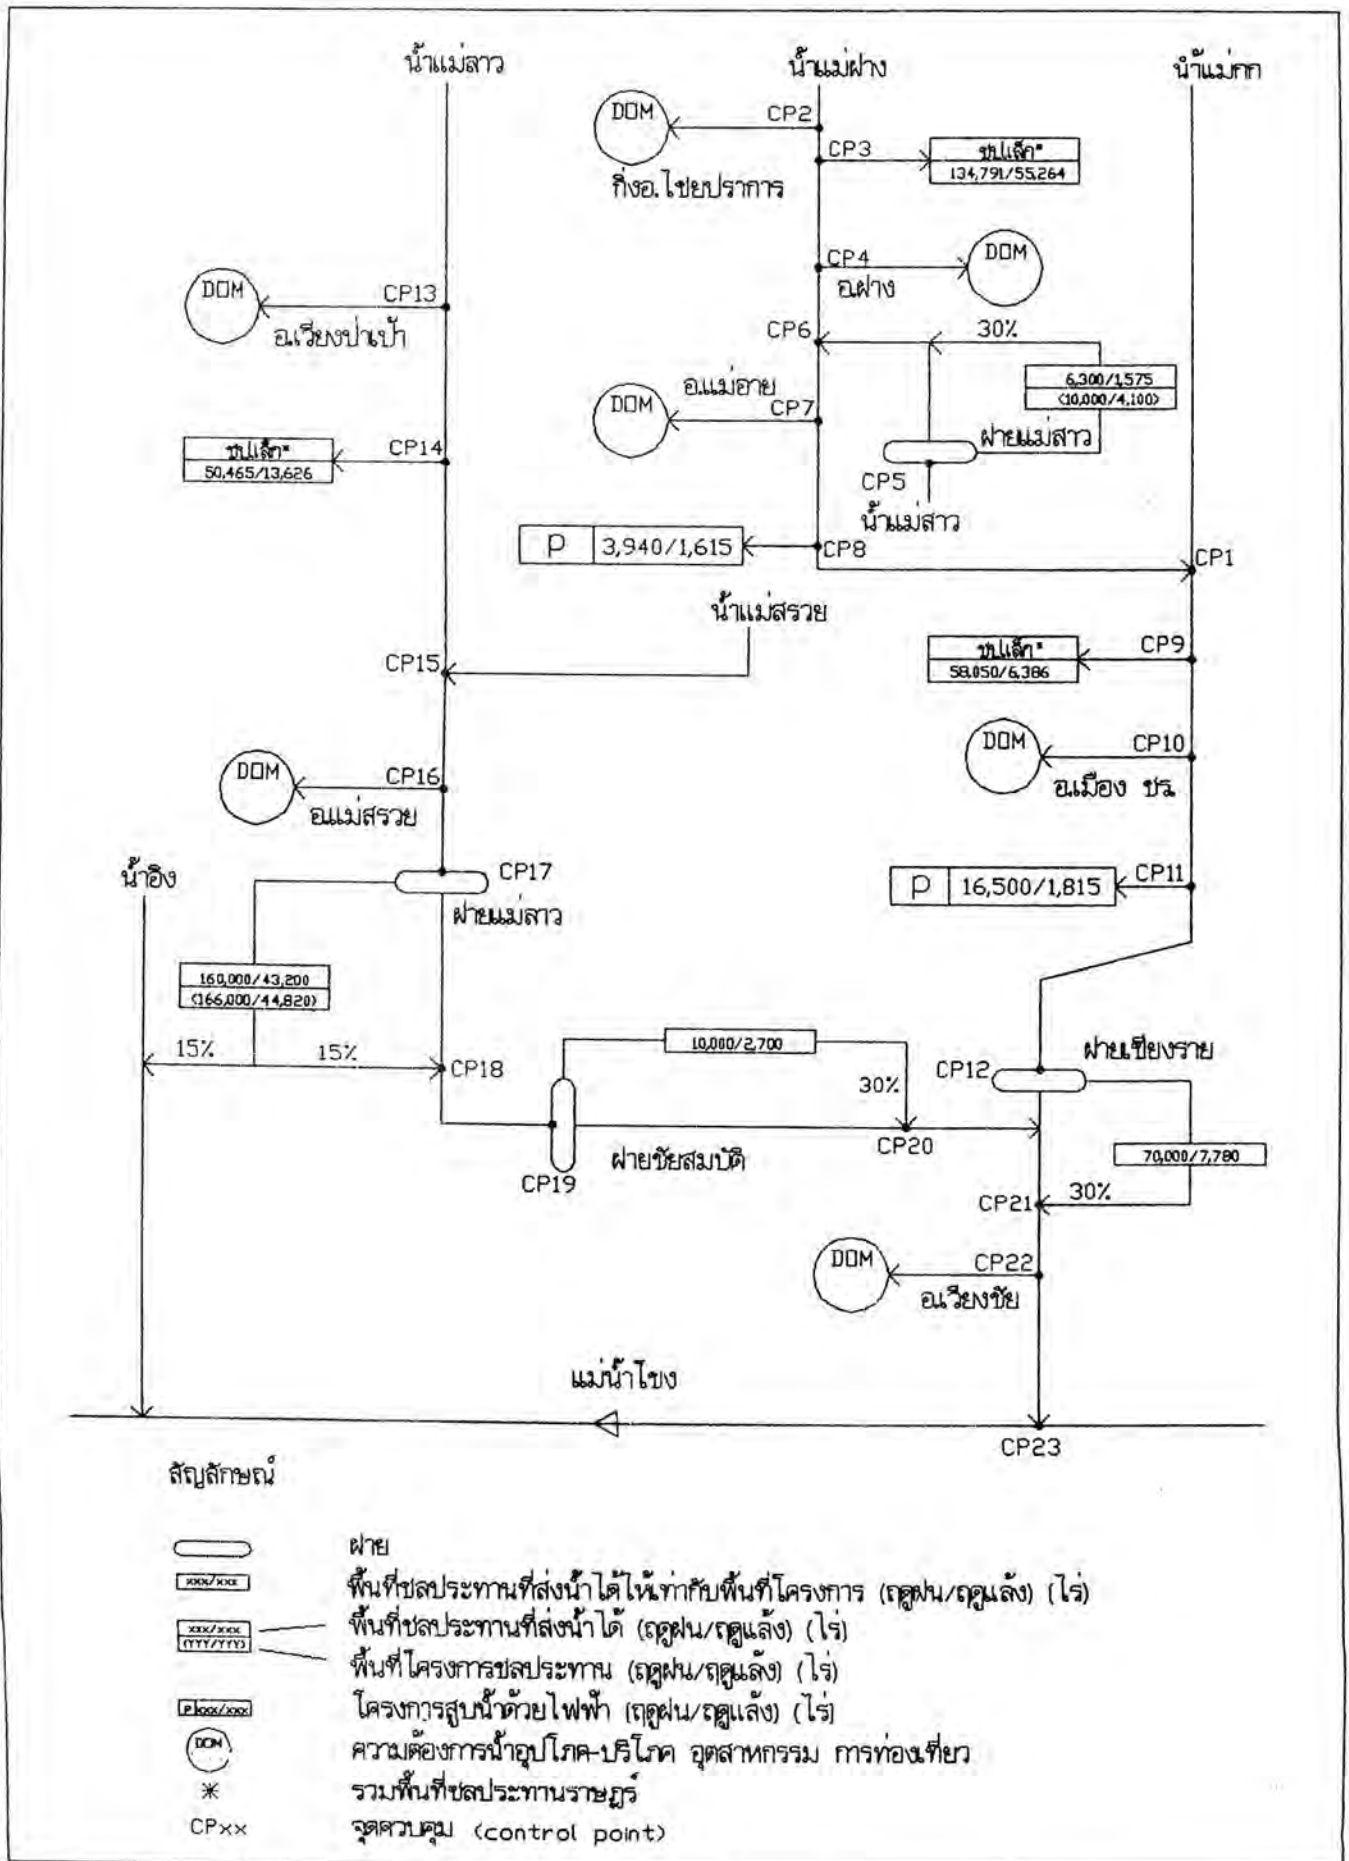 น้ำแม่ลาว
น้ำแม่ฝาง
น้ำแม่กก
DOM
CP2
กิ่งอ.ไชยปราการ
CP3
ชป.เล็ก*
134,791/55,264
CP4
DOM
อ.ฝาง
DOM
CP13
อ.เวียงป่าเป้า
CP6
30%
6,300/1,575
(10,000/4,100)
อ.แม่อาย
DOM
CP7
ฝายแม่สาว
CP5
น้ำแม่สาว
ชป.เล็ก*
50,465/13,626
CP14
P 3,940/1,615
CP8
CP1
น้ำแม่สรวย
CP15
ชป.เล็ก*
58,050/6,386
CP9
DOM
CP10
อ.เมือง ชร.
DOM
CP16
อ.แม่สรวย
น้ำอิง
CP17
ฝายแม่ลาว
P 16,500/1,815
CP11
160,000/43,200
(166,000/44,820)
15%
15%
CP18
10,000/2,700
30%
CP19
ฝายชัยสมบัติ
CP20
CP12
ฝายเชียงราย
70,000/7,780
CP21
30%
DOM
CP22
อ.เวียงชัย
แม่น้ำโขง
CP23
สัญลักษณ์
ฝาย
xxx/xxx
พื้นที่ชลประทานที่ส่งน้ำได้ให้เท่ากับพื้นที่โครงการ (ฤดูฝน/ฤดูแล้ง) (ไร่)
xxx/xxx
(YYY/YYY)
พื้นที่ชลประทานที่ส่งน้ำได้ (ฤดูฝน/ฤดูแล้ง) (ไร่)
พื้นที่โครงการชลประทาน (ฤดูฝน/ฤดูแล้ง) (ไร่)
P xxx/xxx
โครงการสูบน้ำด้วยไฟฟ้า (ฤดูฝน/ฤดูแล้ง) (ไร่)
DOM
ความต้องการน้ำอุปโภค-บริโภค อุตสาหกรรม การท่องเที่ยว
*
รวมพื้นที่ชลประทานราษฎร์
CPxx
จุดควบคุม (control point)